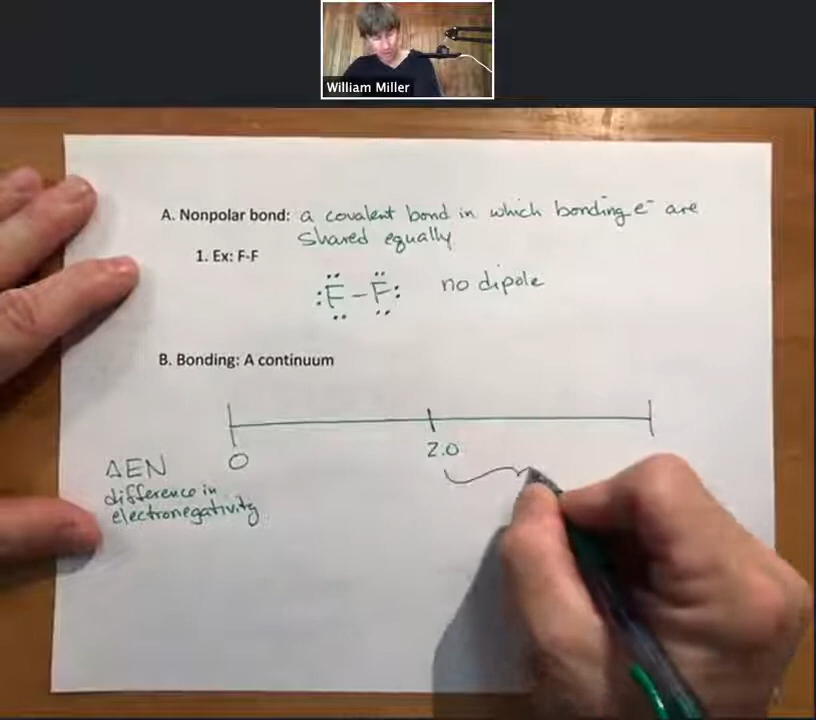 William Miller
A. Nonpolar bond: a covalent bond in which bonding e⁻ are
shared equally
1. Ex: F-F
:F̈-F̈: no dipole
B. Bonding: A continuum
0 2.0
ΔEN
difference in
electronegativity